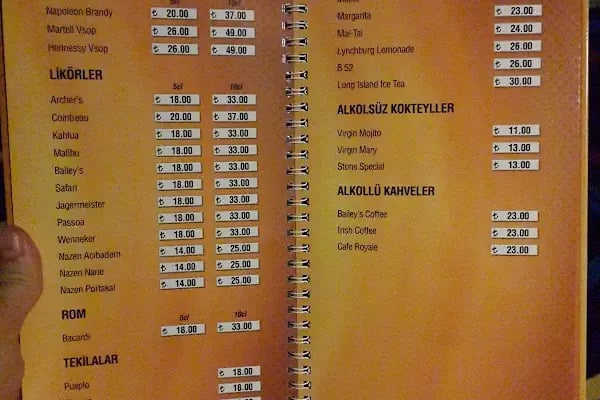 5cl 10cl
Napoleon Brandy ₺ 20.00 ₺ 37.00
Martell Vsop ₺ 26.00 ₺ 49.00
Hennessy Vsop ₺ 26.00 ₺ 49.00
LİKÖRLER
5cl 10cl
Archer's ₺ 18.00 ₺ 33.00
Cointseau ₺ 20.00 ₺ 37.00
Kahlua ₺ 18.00 ₺ 33.00
Malibu ₺ 18.00 ₺ 33.00
Bailey's ₺ 18.00 ₺ 33.00
Safari ₺ 18.00 ₺ 33.00
Jagermeister ₺ 18.00 ₺ 33.00
Passoa ₺ 18.00 ₺ 33.00
Wenneker ₺ 18.00 ₺ 33.00
Nazen Acıbadem ₺ 14.00 ₺ 25.00
Nazen Nane ₺ 14.00 ₺ 25.00
Nazen Portakal ₺ 14.00 ₺ 25.00
ROM
5cl 10cl
Bacardi ₺ 18.00 ₺ 33.00
TEKİLALAR
₺ 18.00
Pueplo ₺ 18.00
Mojito
Margarita ₺ 23.00
Mai-Tai ₺ 24.00
Lynchburg Lemonade ₺ 26.00
B 52 ₺ 26.00
Long Island Ice Tea ₺ 30.00
ALKOLSÜZ KOKTEYLLER
Virgin Mojito ₺ 11.00
Virgin Mary ₺ 13.00
Stone Special ₺ 13.00
ALKOLLÜ KAHVELER
Bailey's Coffee ₺ 23.00
Irish Coffee ₺ 23.00
Cafe Royale ₺ 23.00